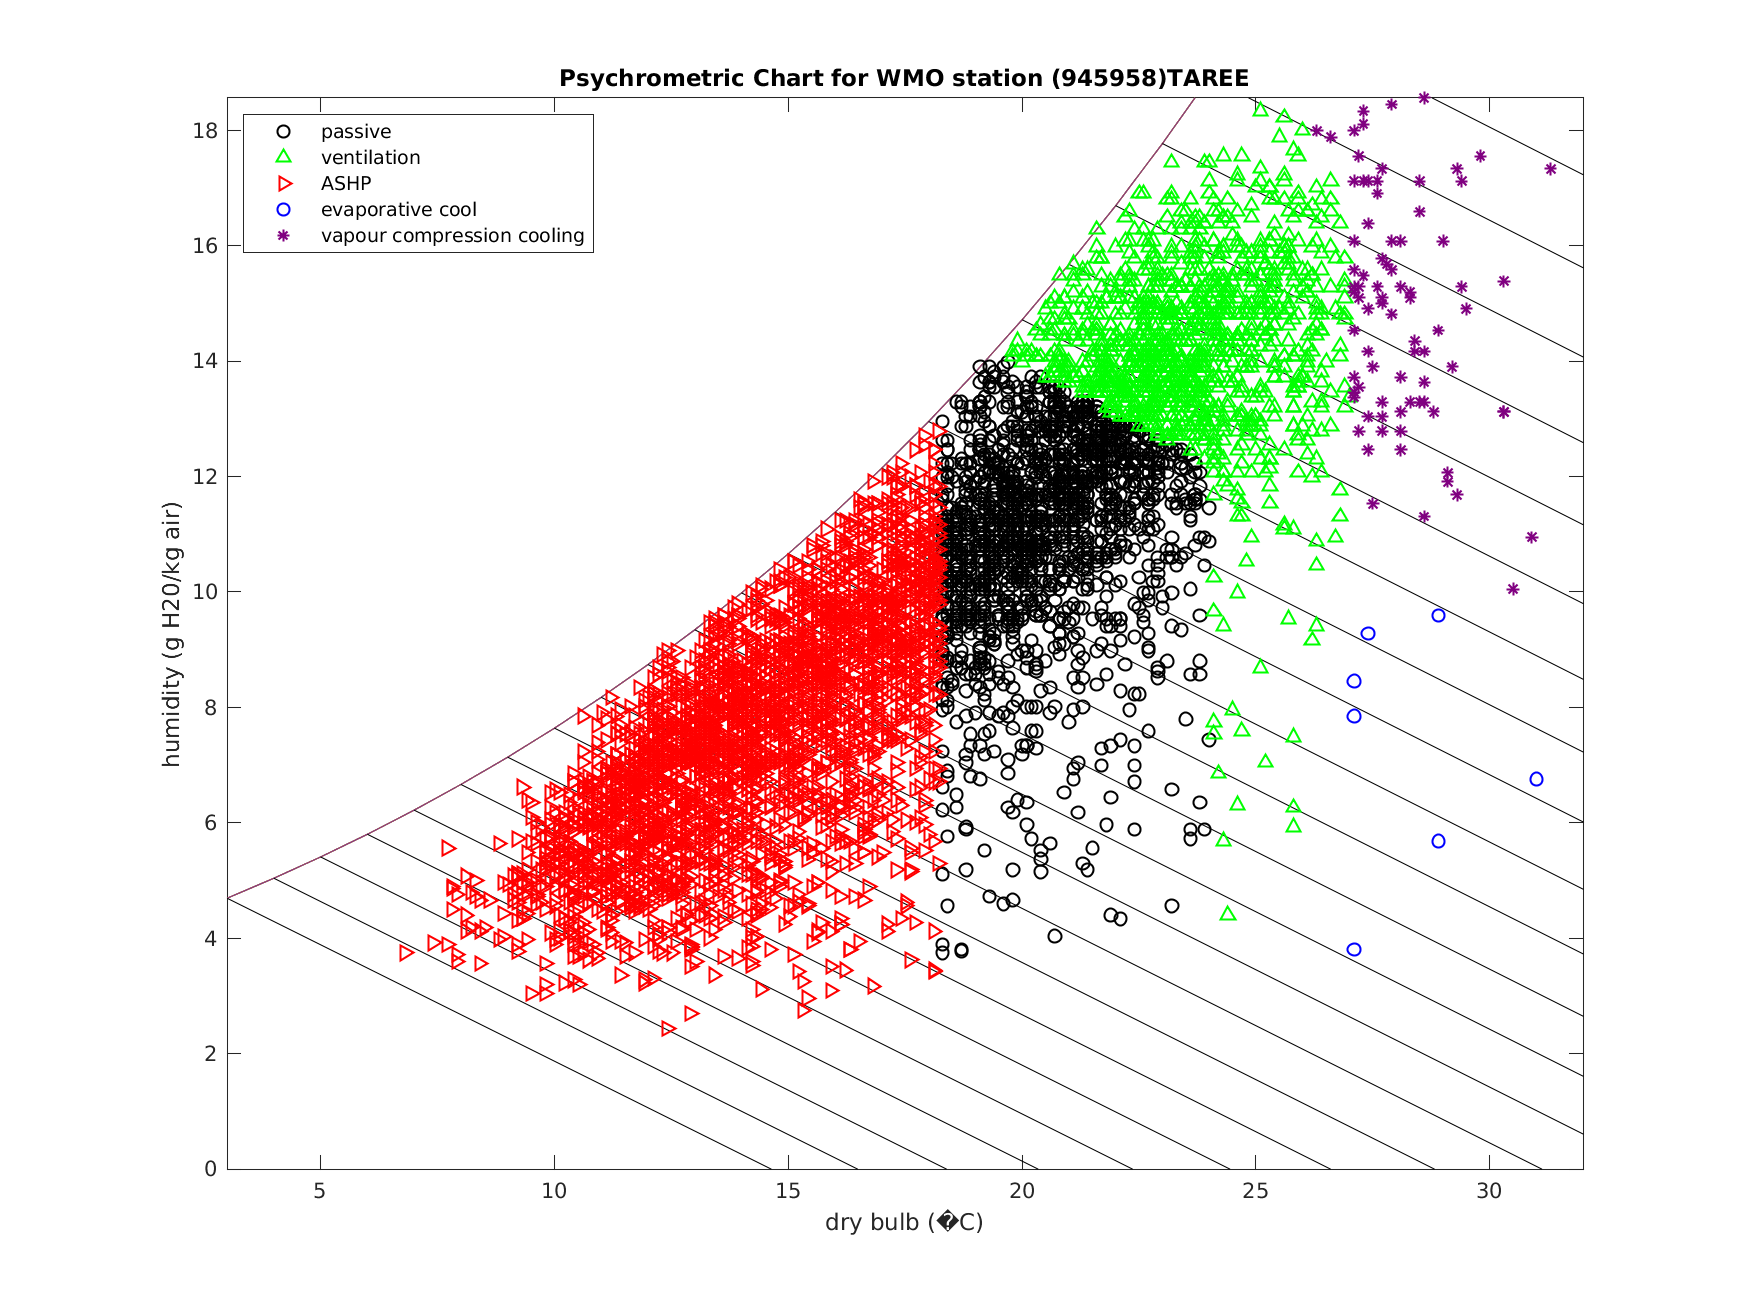 Psychrometric Chart for WMO station (945958)TAREE
passive
ventilation
ASHP
evaporative cool
vapour compression cooling
18
16
14
12
10
8
6
4
2
0
humidity (g H20/kg air)
5 10 15 20 25 30
dry bulb (�C)